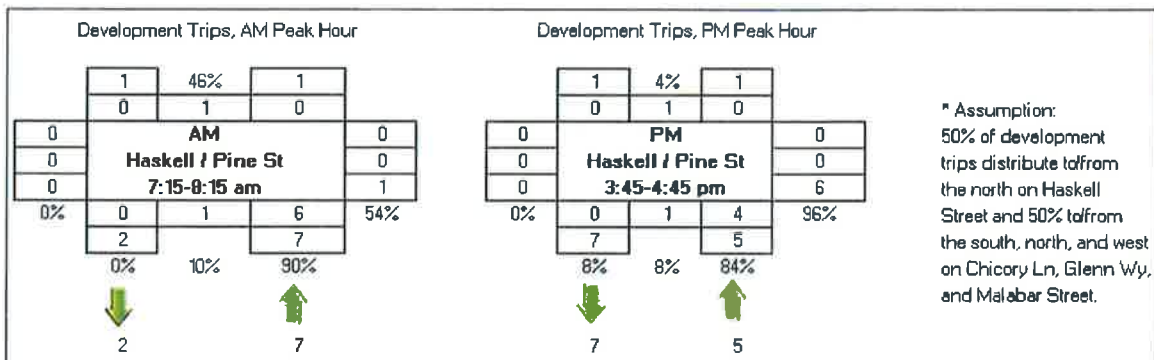 Development Trips, AM Peak Hour
1 46% 1
0 1 0
0 AM 0
0 Haskell / Pine St 0
0 7:15-8:15 am 1
0% 0 1 6 54%
2 7
0% 10% 90%
2 7
Development Trips, PM Peak Hour
1 4% 1
0 1 0
0 PM 0
0 Haskell / Pine St 0
0 3:45-4:45 pm 6
0% 0 1 4 96%
7 5
8% 8% 84%
7 5
* Assumption:
50% of development
trips distribute to/from
the north on Haskell
Street and 50% to/from
the south, north, and west
on Chicory Ln, Glenn Wy,
and Malabar Street.